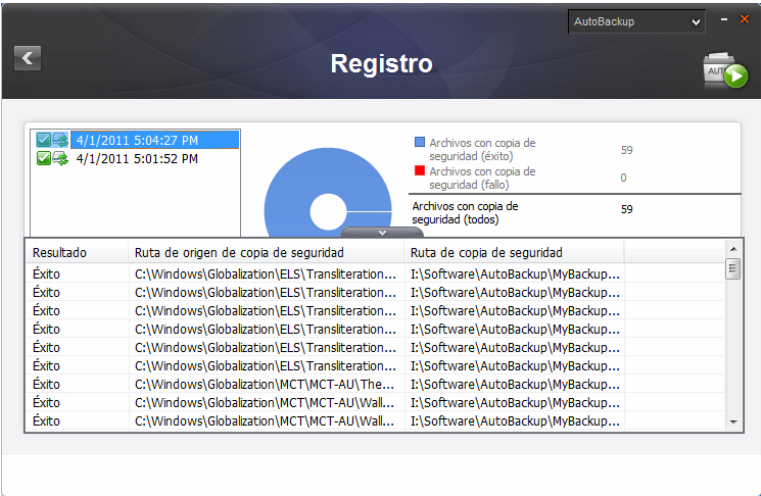 AutoBackup
Registro
AUTO
4/1/2011 5:04:27 PM
4/1/2011 5:01:52 PM
Archivos con copia de
seguridad (éxito) 59
Archivos con copia de
seguridad (fallo) 0
Archivos con copia de
seguridad (todos) 59
Resultado Ruta de origen de copia de seguridad Ruta de copia de seguridad
Éxito C:\Windows\Globalization\ELS\Transliteration... I:\Software\AutoBackup\MyBackup...
Éxito C:\Windows\Globalization\ELS\Transliteration... I:\Software\AutoBackup\MyBackup...
Éxito C:\Windows\Globalization\ELS\Transliteration... I:\Software\AutoBackup\MyBackup...
Éxito C:\Windows\Globalization\ELS\Transliteration... I:\Software\AutoBackup\MyBackup...
Éxito C:\Windows\Globalization\ELS\Transliteration... I:\Software\AutoBackup\MyBackup...
Éxito C:\Windows\Globalization\ELS\Transliteration... I:\Software\AutoBackup\MyBackup...
Éxito C:\Windows\Globalization\MCT\MCT-AU\The... I:\Software\AutoBackup\MyBackup...
Éxito C:\Windows\Globalization\MCT\MCT-AU\Wall... I:\Software\AutoBackup\MyBackup...
Éxito C:\Windows\Globalization\MCT\MCT-AU\Wall... I:\Software\AutoBackup\MyBackup...